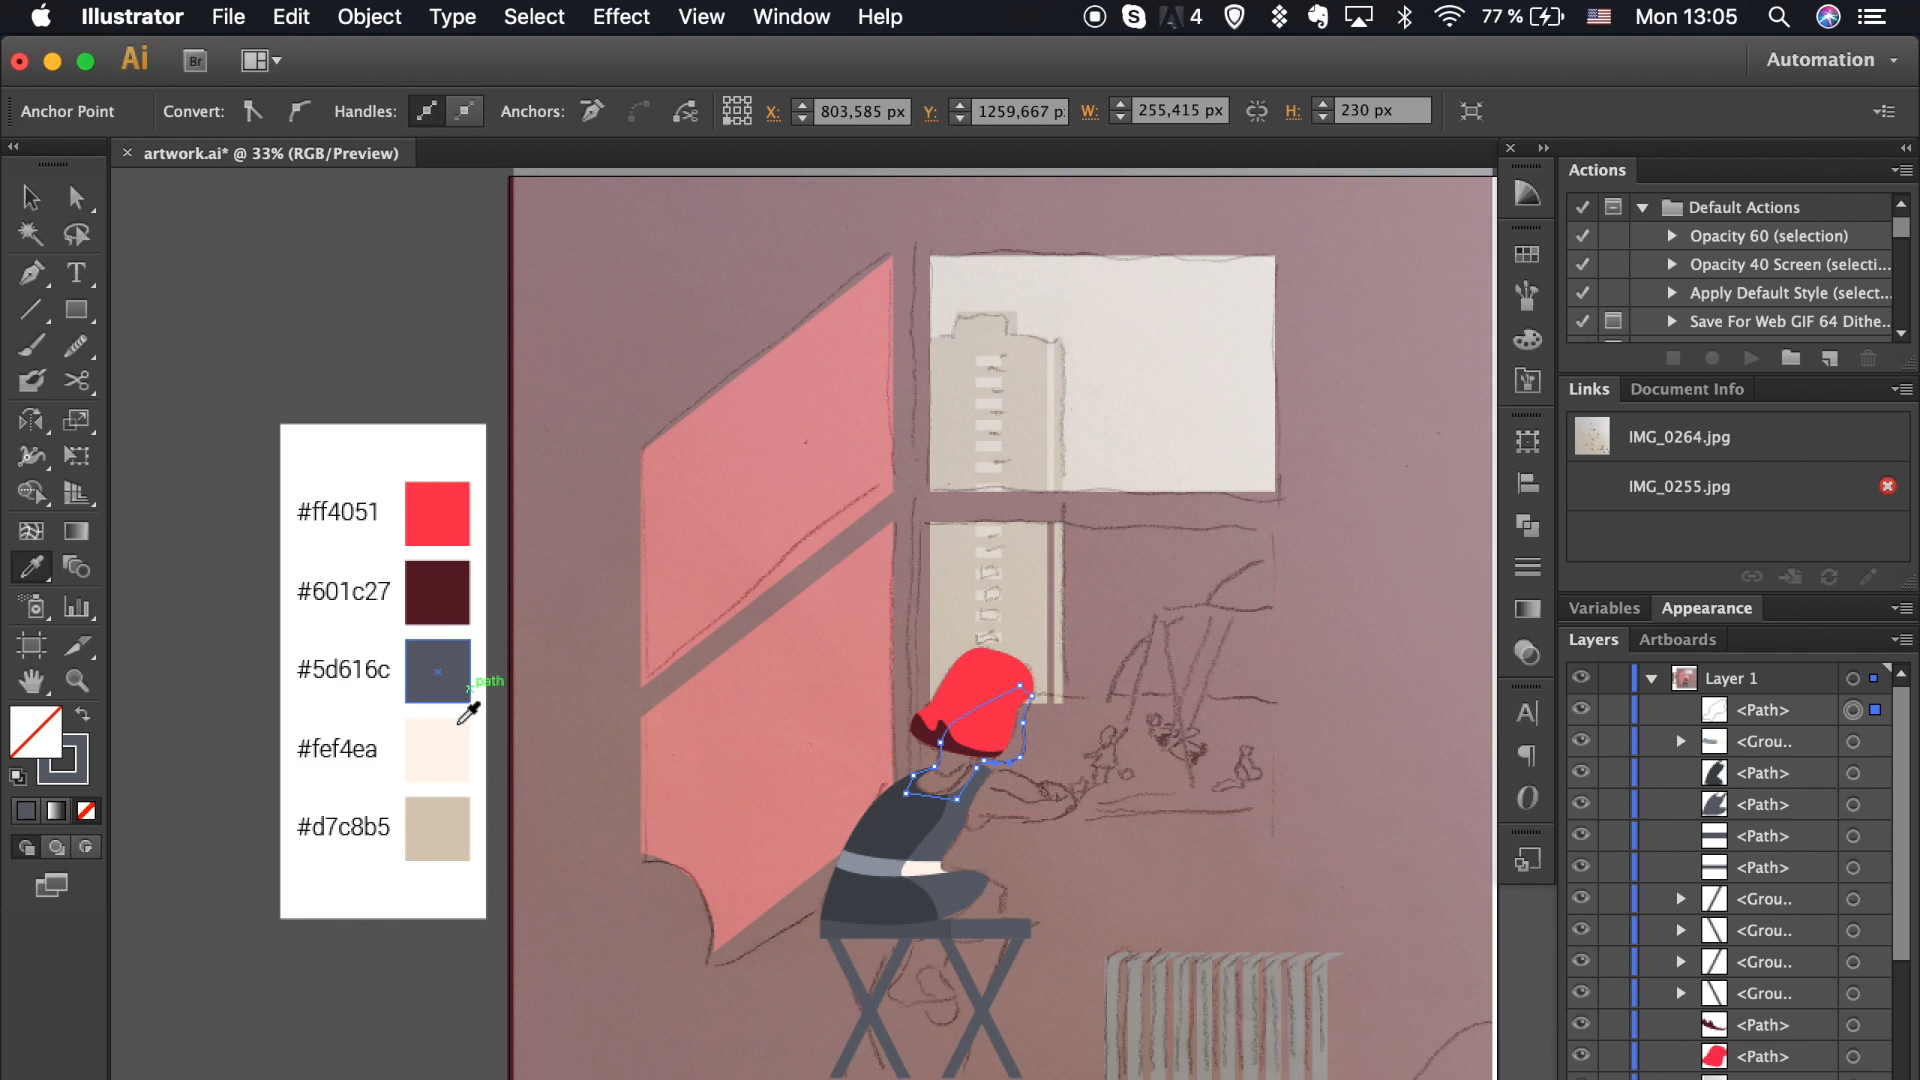 Illustrator File Edit Object Type Select Effect View Window Help 4 77 % Mon 13:05
Ai Br Automation
Anchor Point Convert: Handles: Anchors: X: 803,585 px Y: 1259,667 p W: 255,415 px H: 230 px
artwork.ai* @ 33% (RGB/Preview)
Actions
Default Actions
Opacity 60 (selection)
Opacity 40 Screen (selecti...
Apply Default Style (select...
Save For Web GIF 64 Dithe...
Links Document Info
IMG_0264.jpg
IMG_0255.jpg
Variables Appearance
Layers Artboards
Layer 1
<Path>
<Grou..
<Path>
<Path>
<Path>
<Path>
<Grou..
<Grou..
<Grou..
<Grou..
<Path>
<Path>
#ff4051
#601c27
#5d616c
path
#fef4ea
#d7c8b5